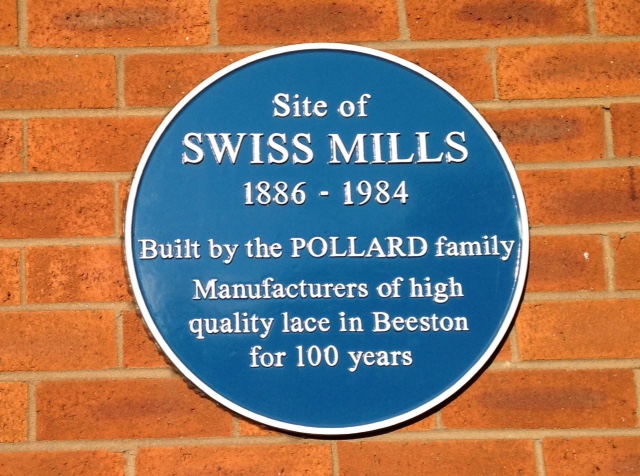 Site of
SWISS MILLS
1886 - 1984
Built by the POLLARD family
Manufacturers of high
quality lace in Beeston
for 100 years